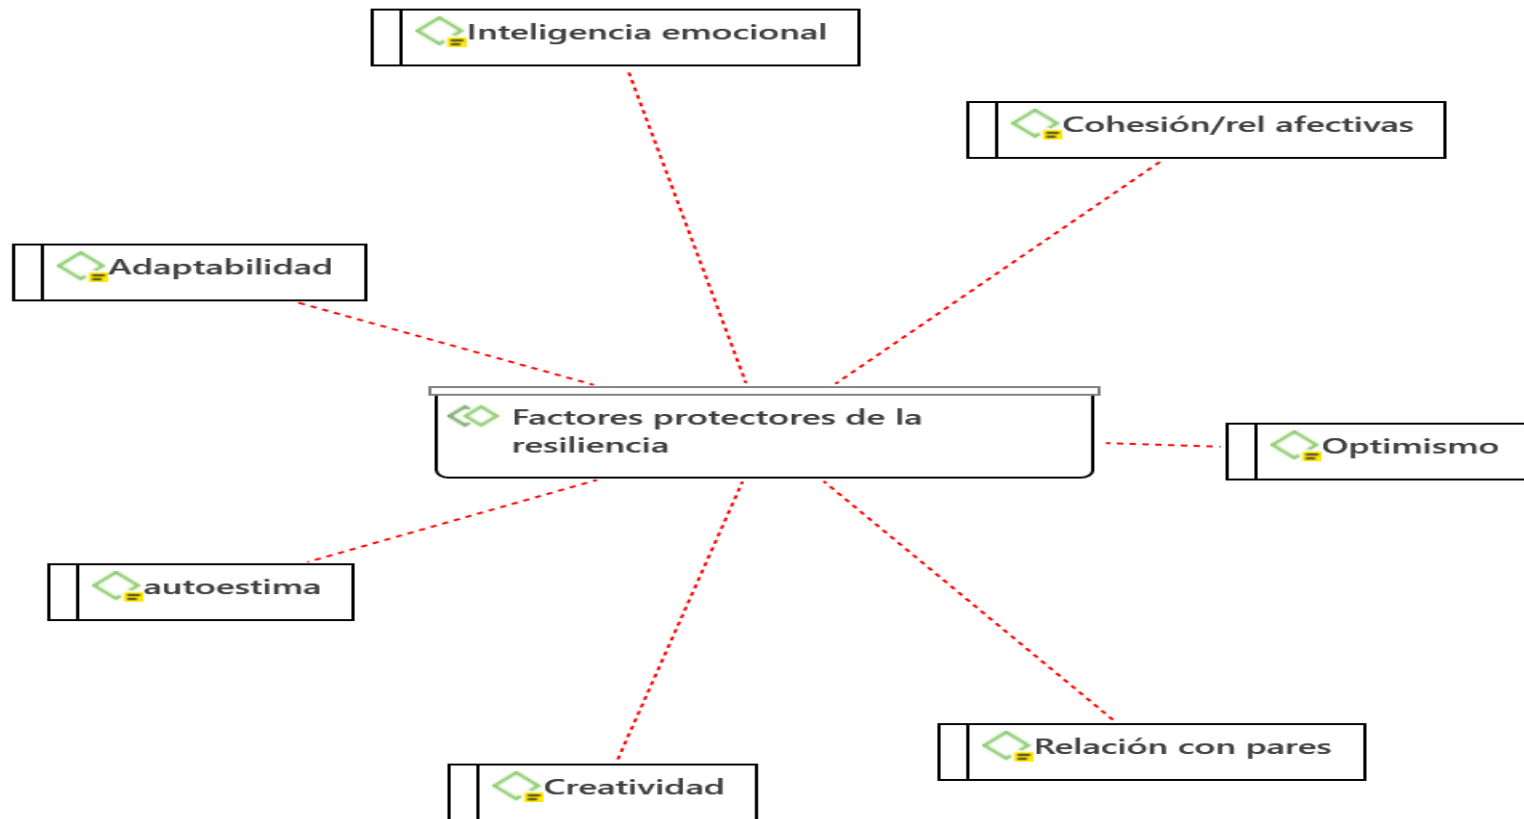 Inteligencia emocional
Cohesión/rel afectivas
Adaptabilidad
Factores protectores de la
resiliencia
Optimismo
autoestima
Relación con pares
Creatividad